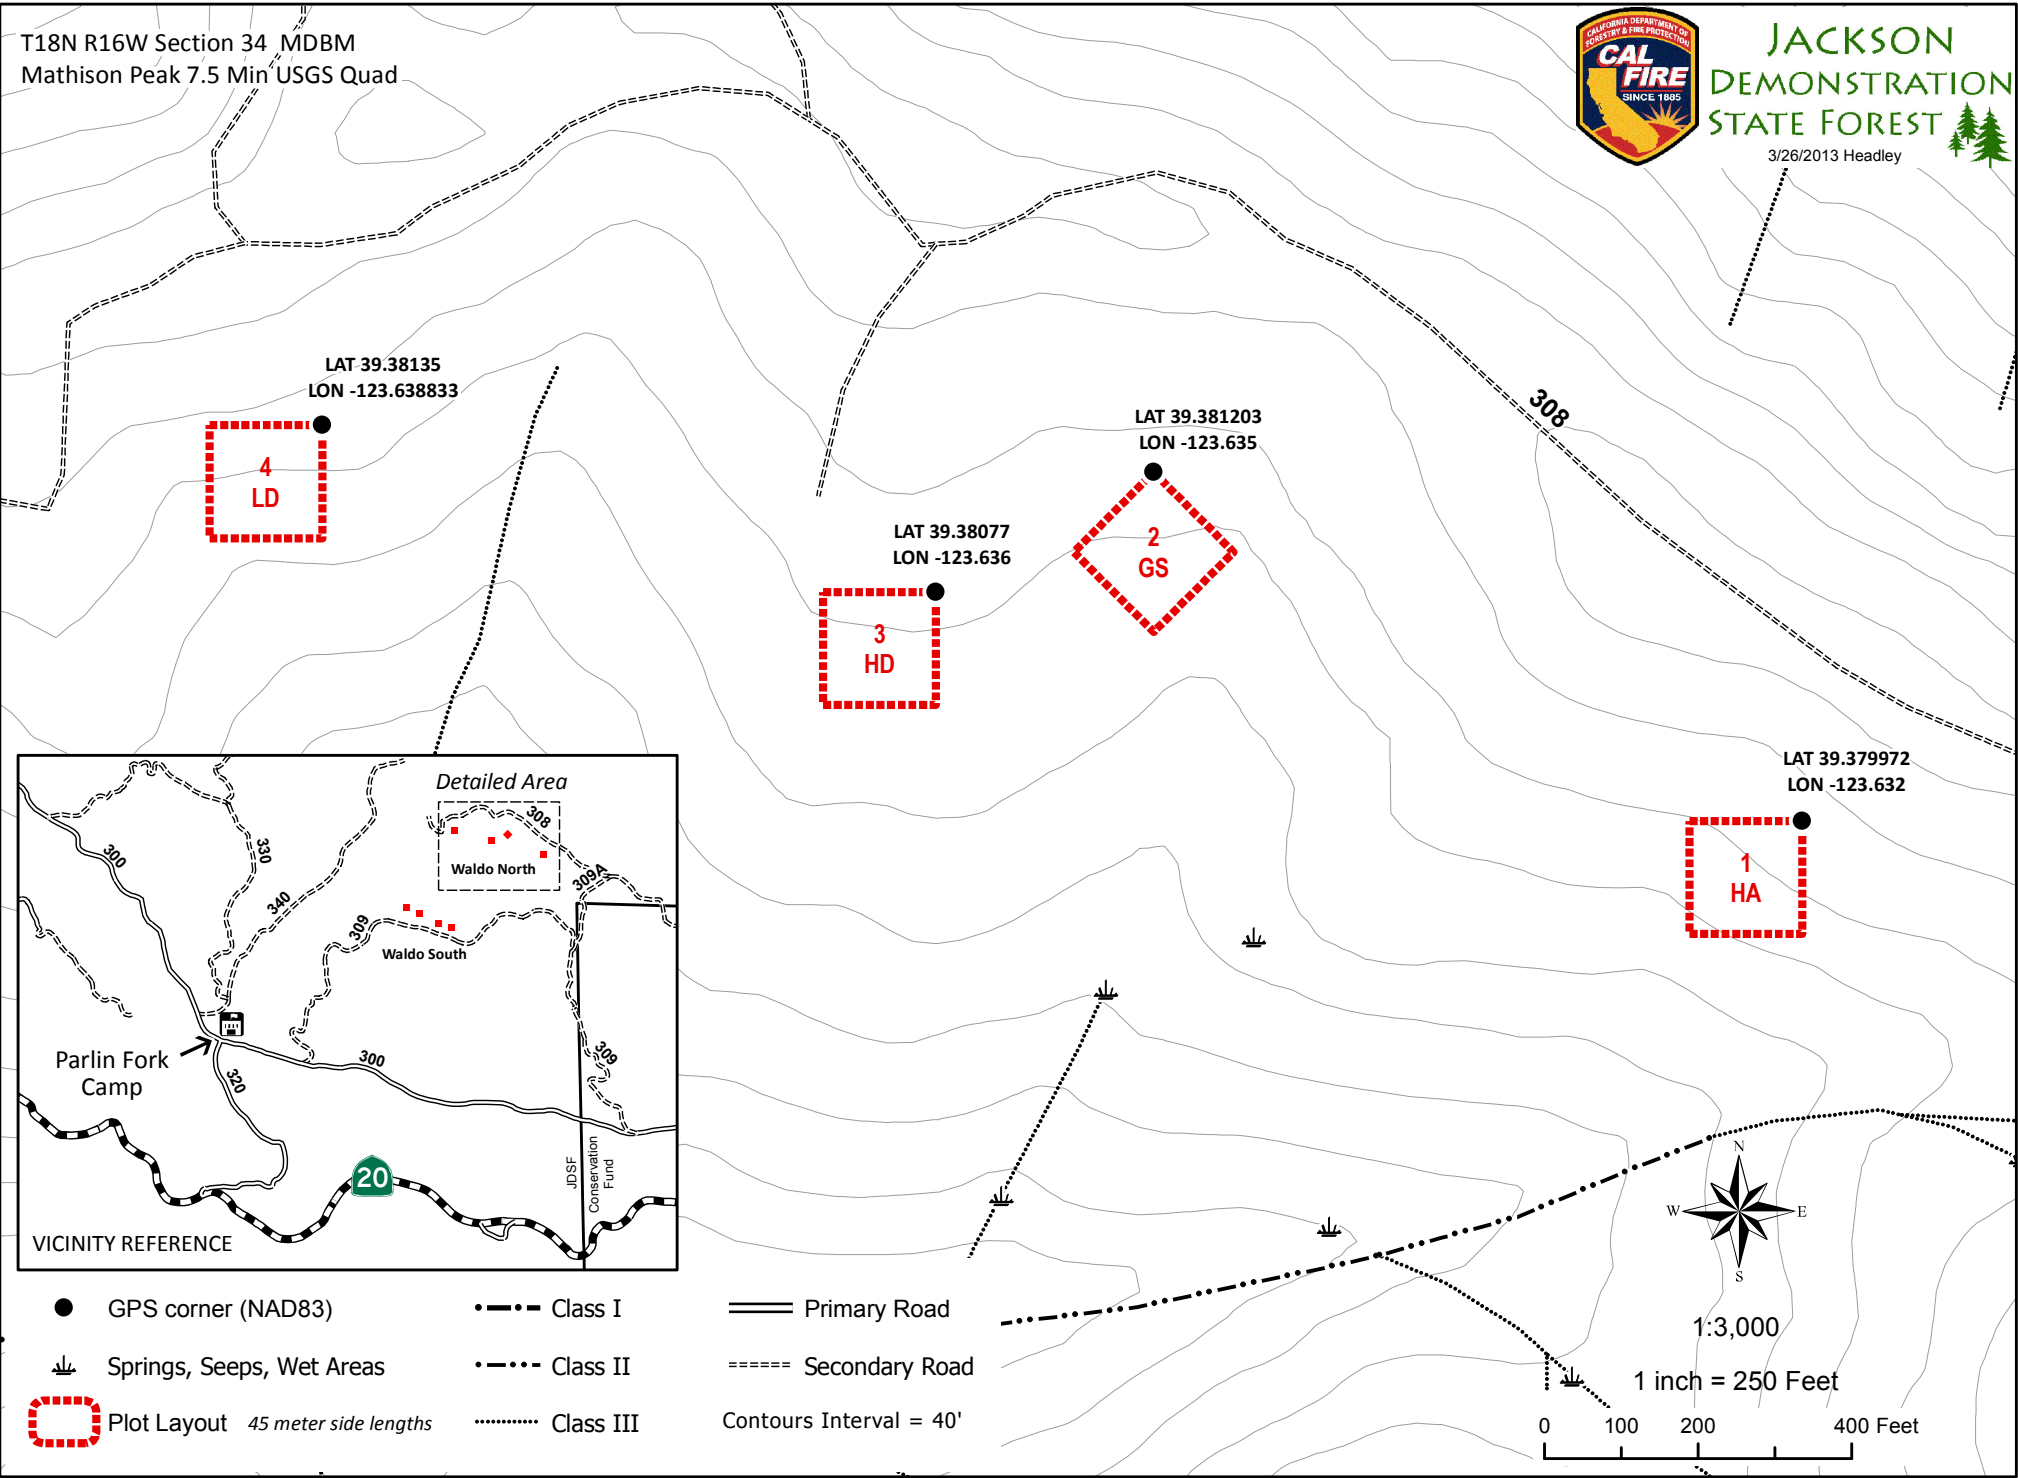 T18N R16W Section 34 MDBM
Mathison Peak 7.5 Min USGS Quad
CALIFORNIA DEPARTMENT OF
FORESTRY & FIRE PROTECTION
CAL
FIRE
SINCE 1885
JACKSON
DEMONSTRATION
STATE FOREST
3/26/2013 Headley
LAT 39.38135
LON -123.638833
4
LD
LAT 39.381203
LON -123.635
2
GS
308
LAT 39.38077
LON -123.636
3
HD
LAT 39.379972
LON -123.632
1
HA
Detailed Area
308
Waldo North
309A
300
330
340
309
Waldo South
Parlin Fork
Camp
300
320
309
20
JDSF
Conservation
Fund
VICINITY REFERENCE
N
W
E
S
GPS corner (NAD83)
Class I
Primary Road
Springs, Seeps, Wet Areas
Class II
Secondary Road
Plot Layout 45 meter side lengths
Class III
Contours Interval = 40'
1:3,000
1 inch = 250 Feet
0 100 200 400 Feet